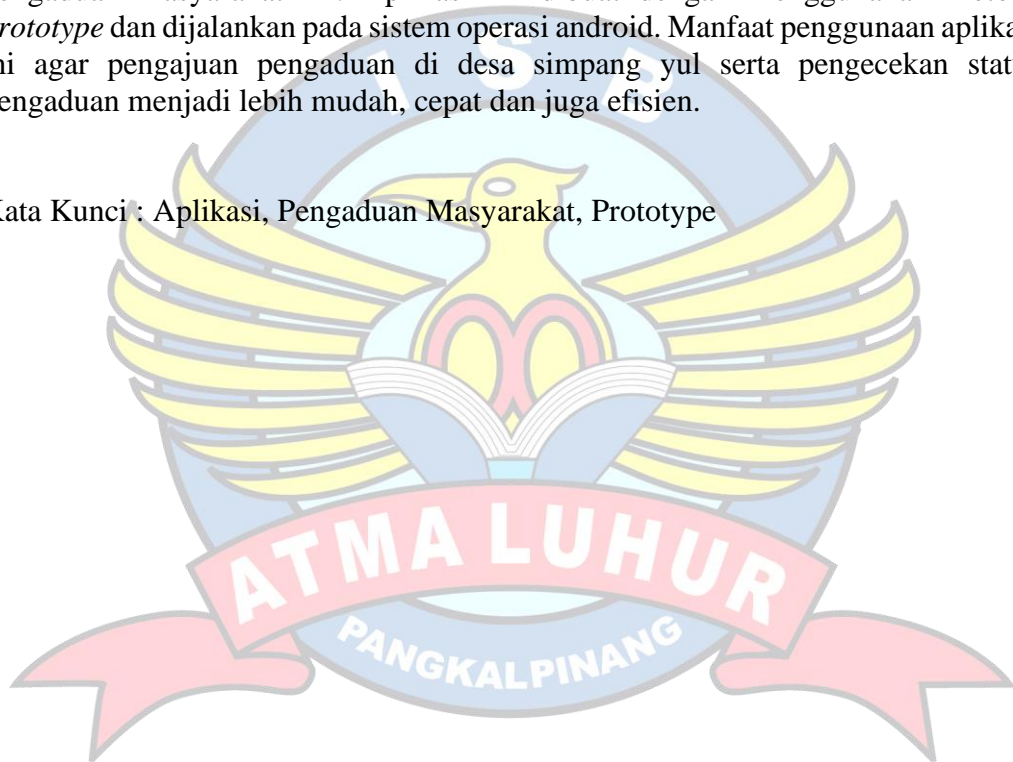 rototype dan dijalankan pada sistem operasi android. Manfaat penggunaan aplika
ni agar pengajuan pengaduan di desa simpang yul serta pengecekan stat
engaduan menjadi lebih mudah, cepat dan juga efisien.
Kata Kunci : Aplikasi, Pengaduan Masyarakat, Prototype
I S B
ATMA LUHUR
PANGKALPINANG